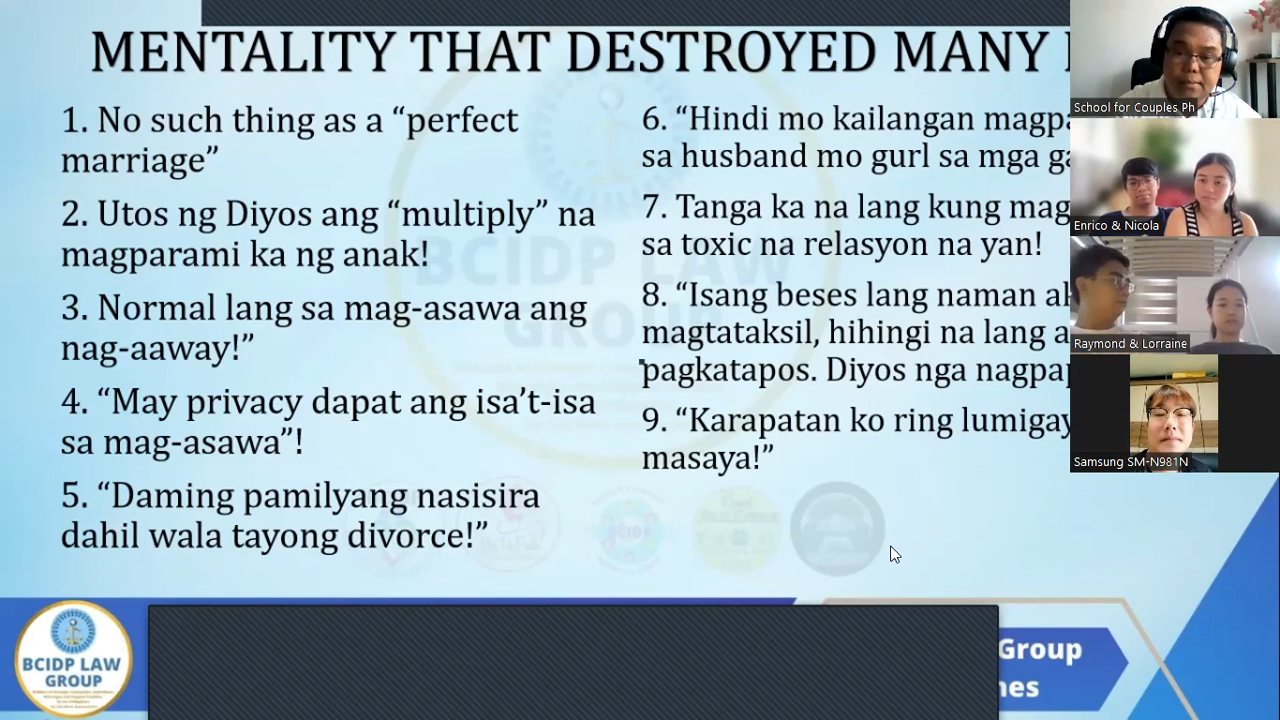 MENTALITY THAT DESTROYED MANY
1. No such thing as a “perfect
marriage”
2. Utos ng Diyos ang “multiply” na
magparami ka ng anak!
3. Normal lang sa mag-asawa ang
nag-aaway!”
4. “May privacy dapat ang isa’t-isa
sa mag-asawa”!
5. “Daming pamilyang nasisira
dahil wala tayong divorce!”
6. “Hindi mo kailangan
sa husband mo gurl sa mga
7. Tanga ka na lang kung
sa toxic na relasyon na yan!
8. “Isang beses lang naman
magtataksil, hihingi na lang
pagkatapos. Diyos nga
9. “Karapatan ko ring
masaya!”
BCIDP LAW
GROUP
School for Couples Ph
Enrico & Nicola
Raymond & Lorraine
Samsung SM-N981N
BCIDP LAW
GROUP
Group